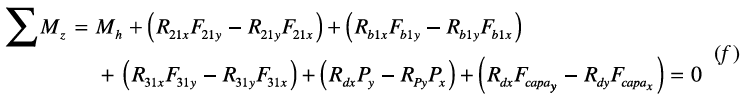 ∑M_z = M_h + (R_{21x}F_{21y} − R_{21y}F_{21x}) + (R_{b1x}F_{b1y} − R_{b1y}F_{b1x})
+ (R_{31x}F_{31y} − R_{31y}F_{31x}) + (R_{dx}P_y − R_{Py}P_x) + (R_{dx}F_{capa_y} − R_{dy}F_{capa_x}) = 0 (f)